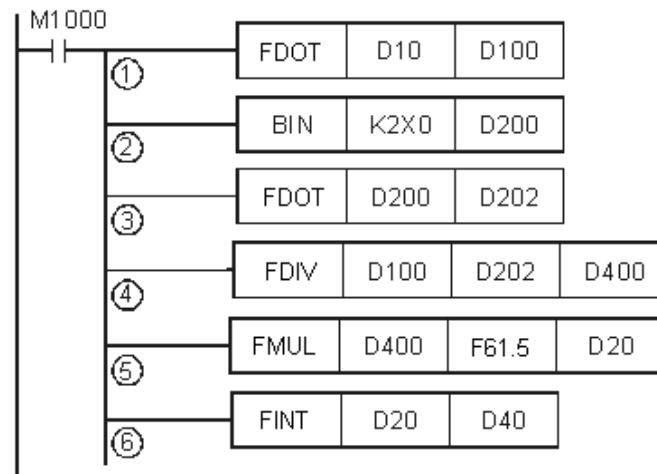 M1000
① FDOT D10 D100
② BIN K2X0 D200
③ FDOT D200 D202
④ FDIV D100 D202 D400
⑤ FMUL D400 F61.5 D20
⑥ FINT D20 D40